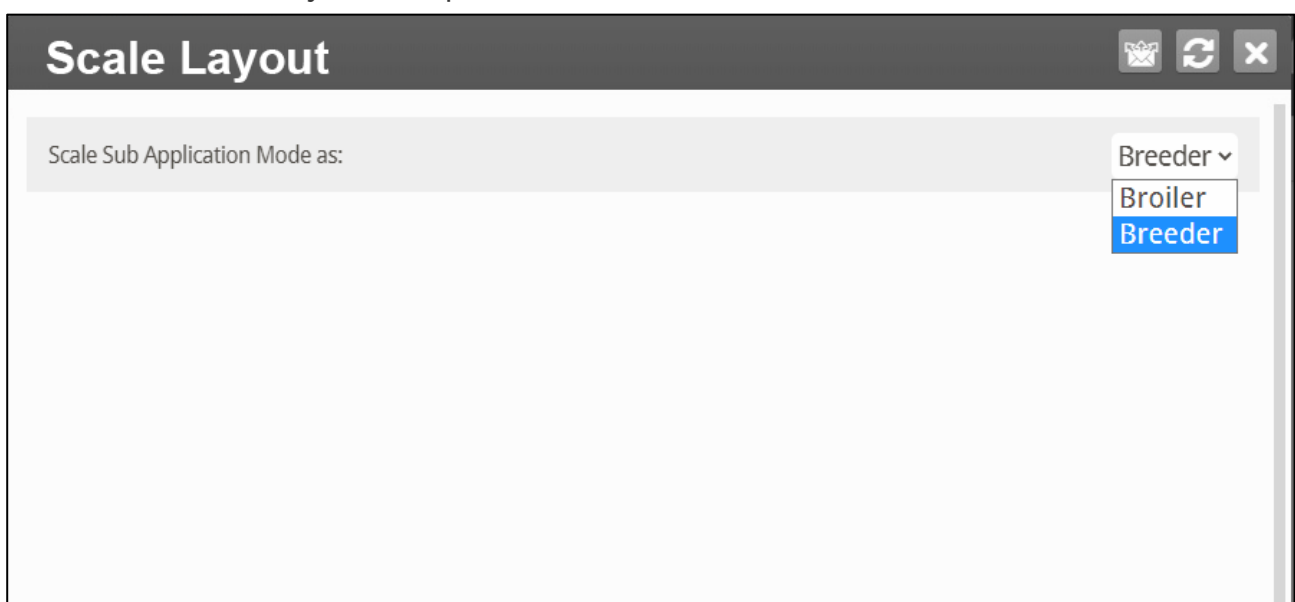 Scale Layout
Scale Sub Application Mode as:
Breeder
Broiler
Breeder